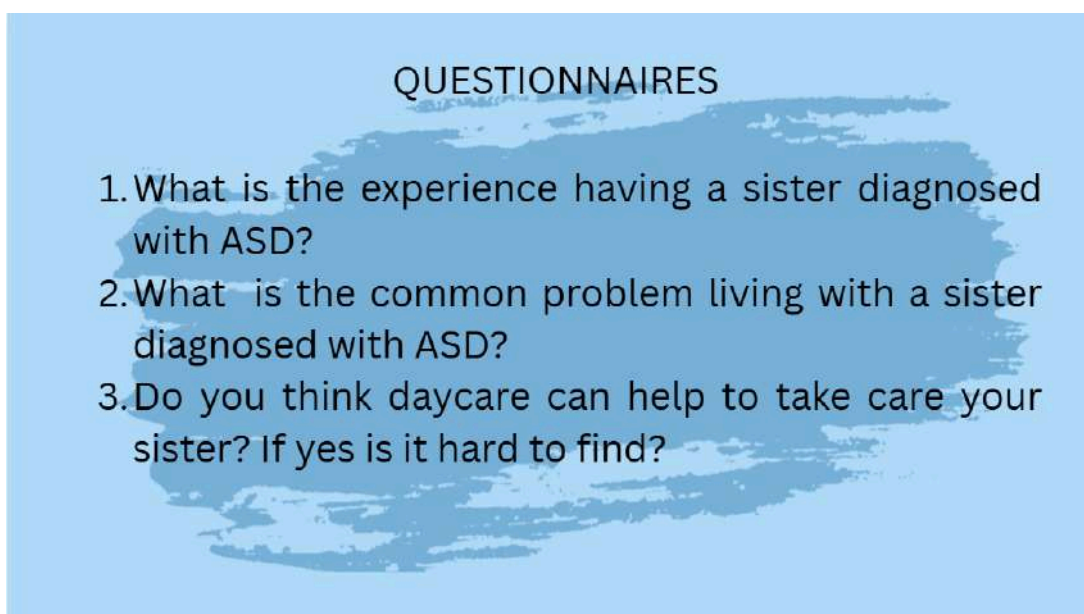 QUESTIONNAIRES
1. What is the experience having a sister diagnosed
with ASD?
2. What is the common problem living with a sister
diagnosed with ASD?
3. Do you think daycare can help to take care your
sister? If yes is it hard to find?